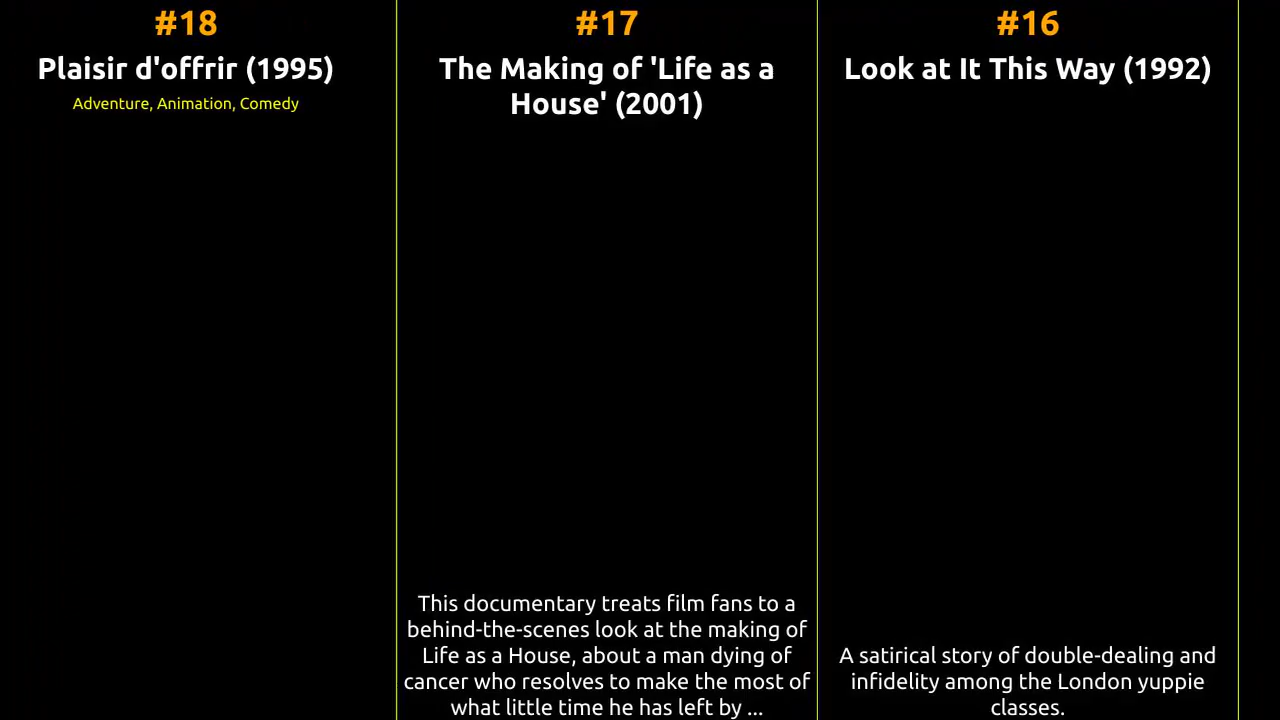 #18
Plaisir d'offrir (1995)
Adventure, Animation, Comedy
#17
The Making of 'Life as a
House' (2001)
This documentary treats film fans to a
behind-the-scenes look at the making of
Life as a House, about a man dying of
cancer who resolves to make the most of
what little time he has left by ...
#16
Look at It This Way (1992)
A satirical story of double-dealing and
infidelity among the London yuppie
classes.